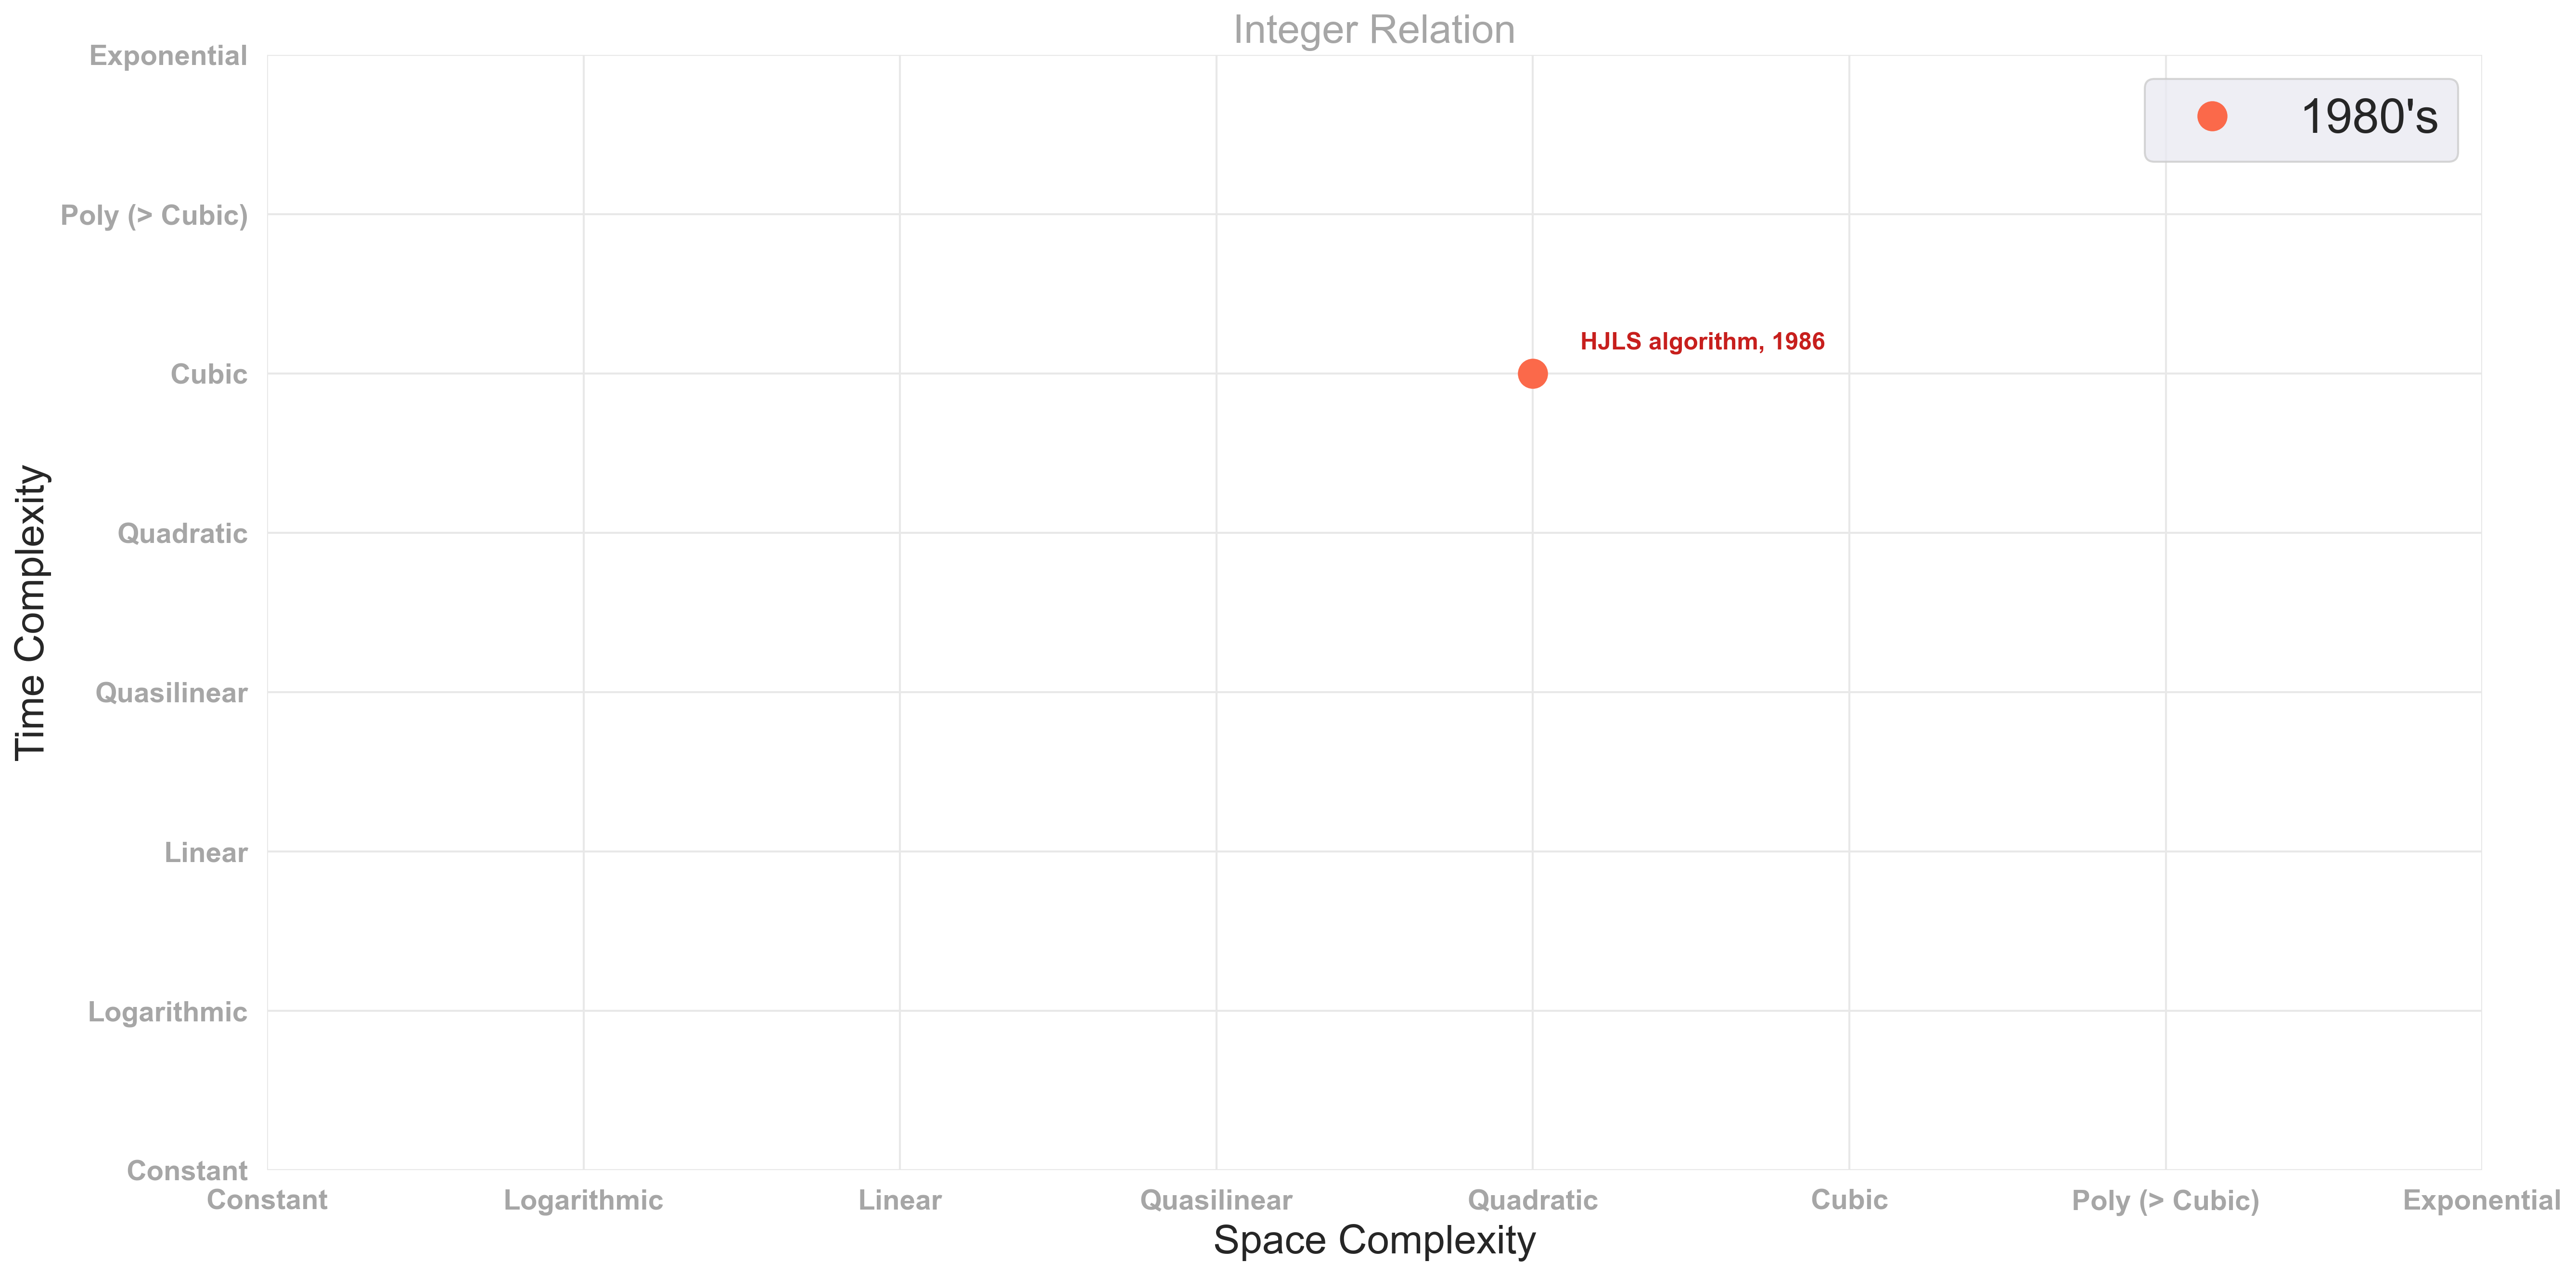 Integer Relation
Exponential
Poly (> Cubic)
Cubic
Quadratic
Quasilinear
Linear
Logarithmic
Constant
Time Complexity
1980's
HJLS algorithm, 1986
Constant
Logarithmic
Linear
Quasilinear
Quadratic
Cubic
Poly (> Cubic)
Exponential
Space Complexity